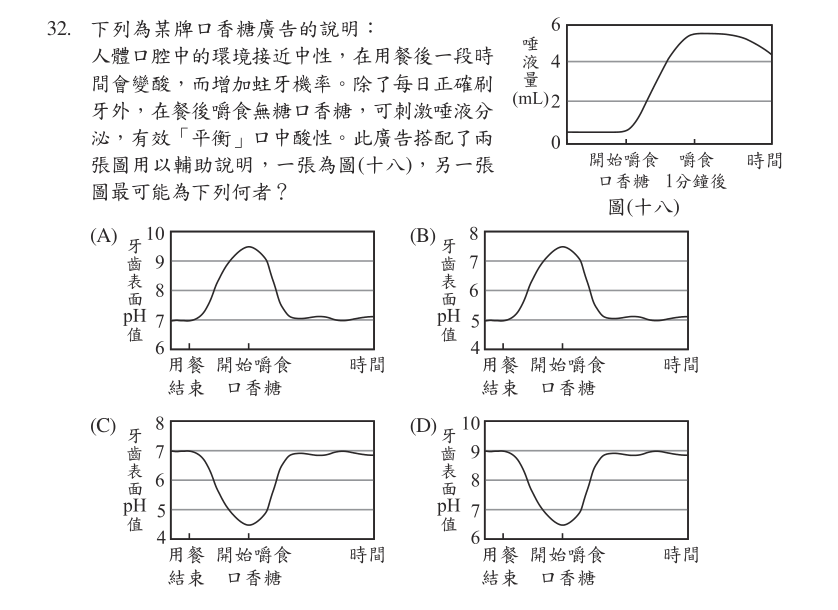 32. 下列為某牌口香糖廣告的說明：
人體口腔中的環境接近中性，在用餐後一段時
間會變酸，而增加蛀牙機率。除了每日正確刷
牙外，在餐後嚼食無糖口香糖，可刺激唾液分
泌，有效「平衡」口中酸性。此廣告搭配了兩
張圖用以輔助說明，一張為圖(十八)，另一張
圖最可能為下列何者？
唾液量(mL)
6
4
2
0
開始嚼食 嚼食 時間
口香糖 1分鐘後
圖(十八)
(A)
牙齒表面pH值
10
9
8
7
6
用餐 開始嚼食 時間
結束 口香糖
(B)
牙齒表面pH值
8
7
6
5
4
用餐 開始嚼食 時間
結束 口香糖
(C)
牙齒表面pH值
8
7
6
5
4
用餐 開始嚼食 時間
結束 口香糖
(D)
牙齒表面pH值
10
9
8
7
6
用餐 開始嚼食 時間
結束 口香糖